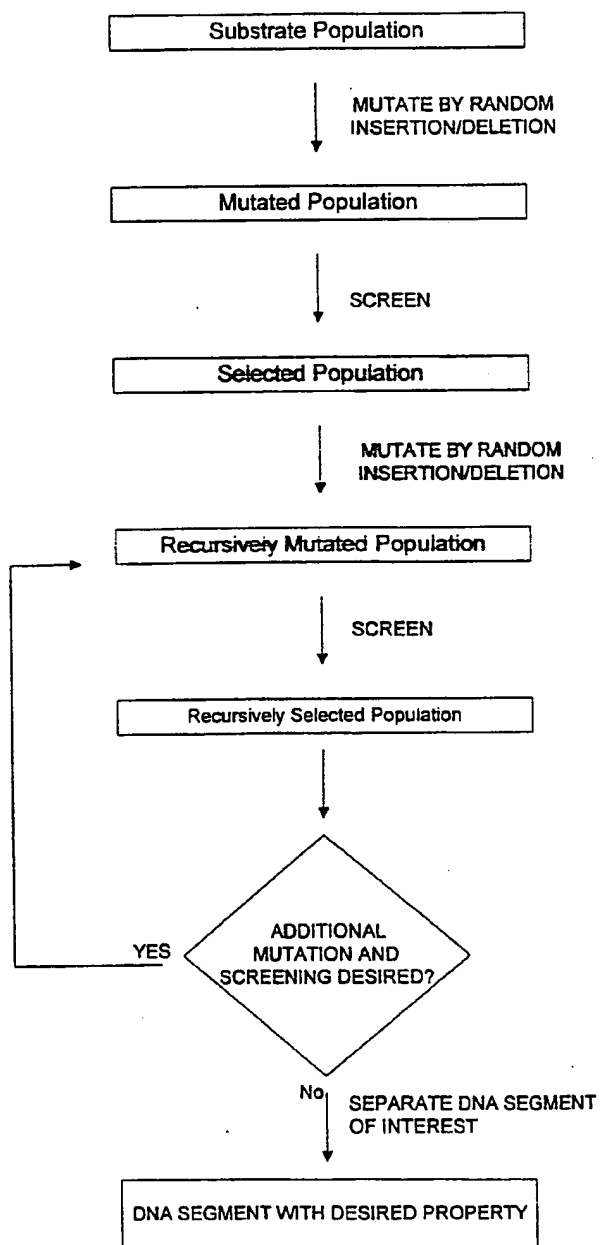 Substrate Population
MUTATE BY RANDOM
INSERTION/DELETION
Mutated Population
SCREEN
Selected Population
MUTATE BY RANDOM
INSERTION/DELETION
Recursively Mutated Population
SCREEN
Recursively Selected Population
ADDITIONAL
MUTATION AND
SCREENING DESIRED?
YES
No
SEPARATE DNA SEGMENT
OF INTEREST
DNA SEGMENT WITH DESIRED PROPERTY